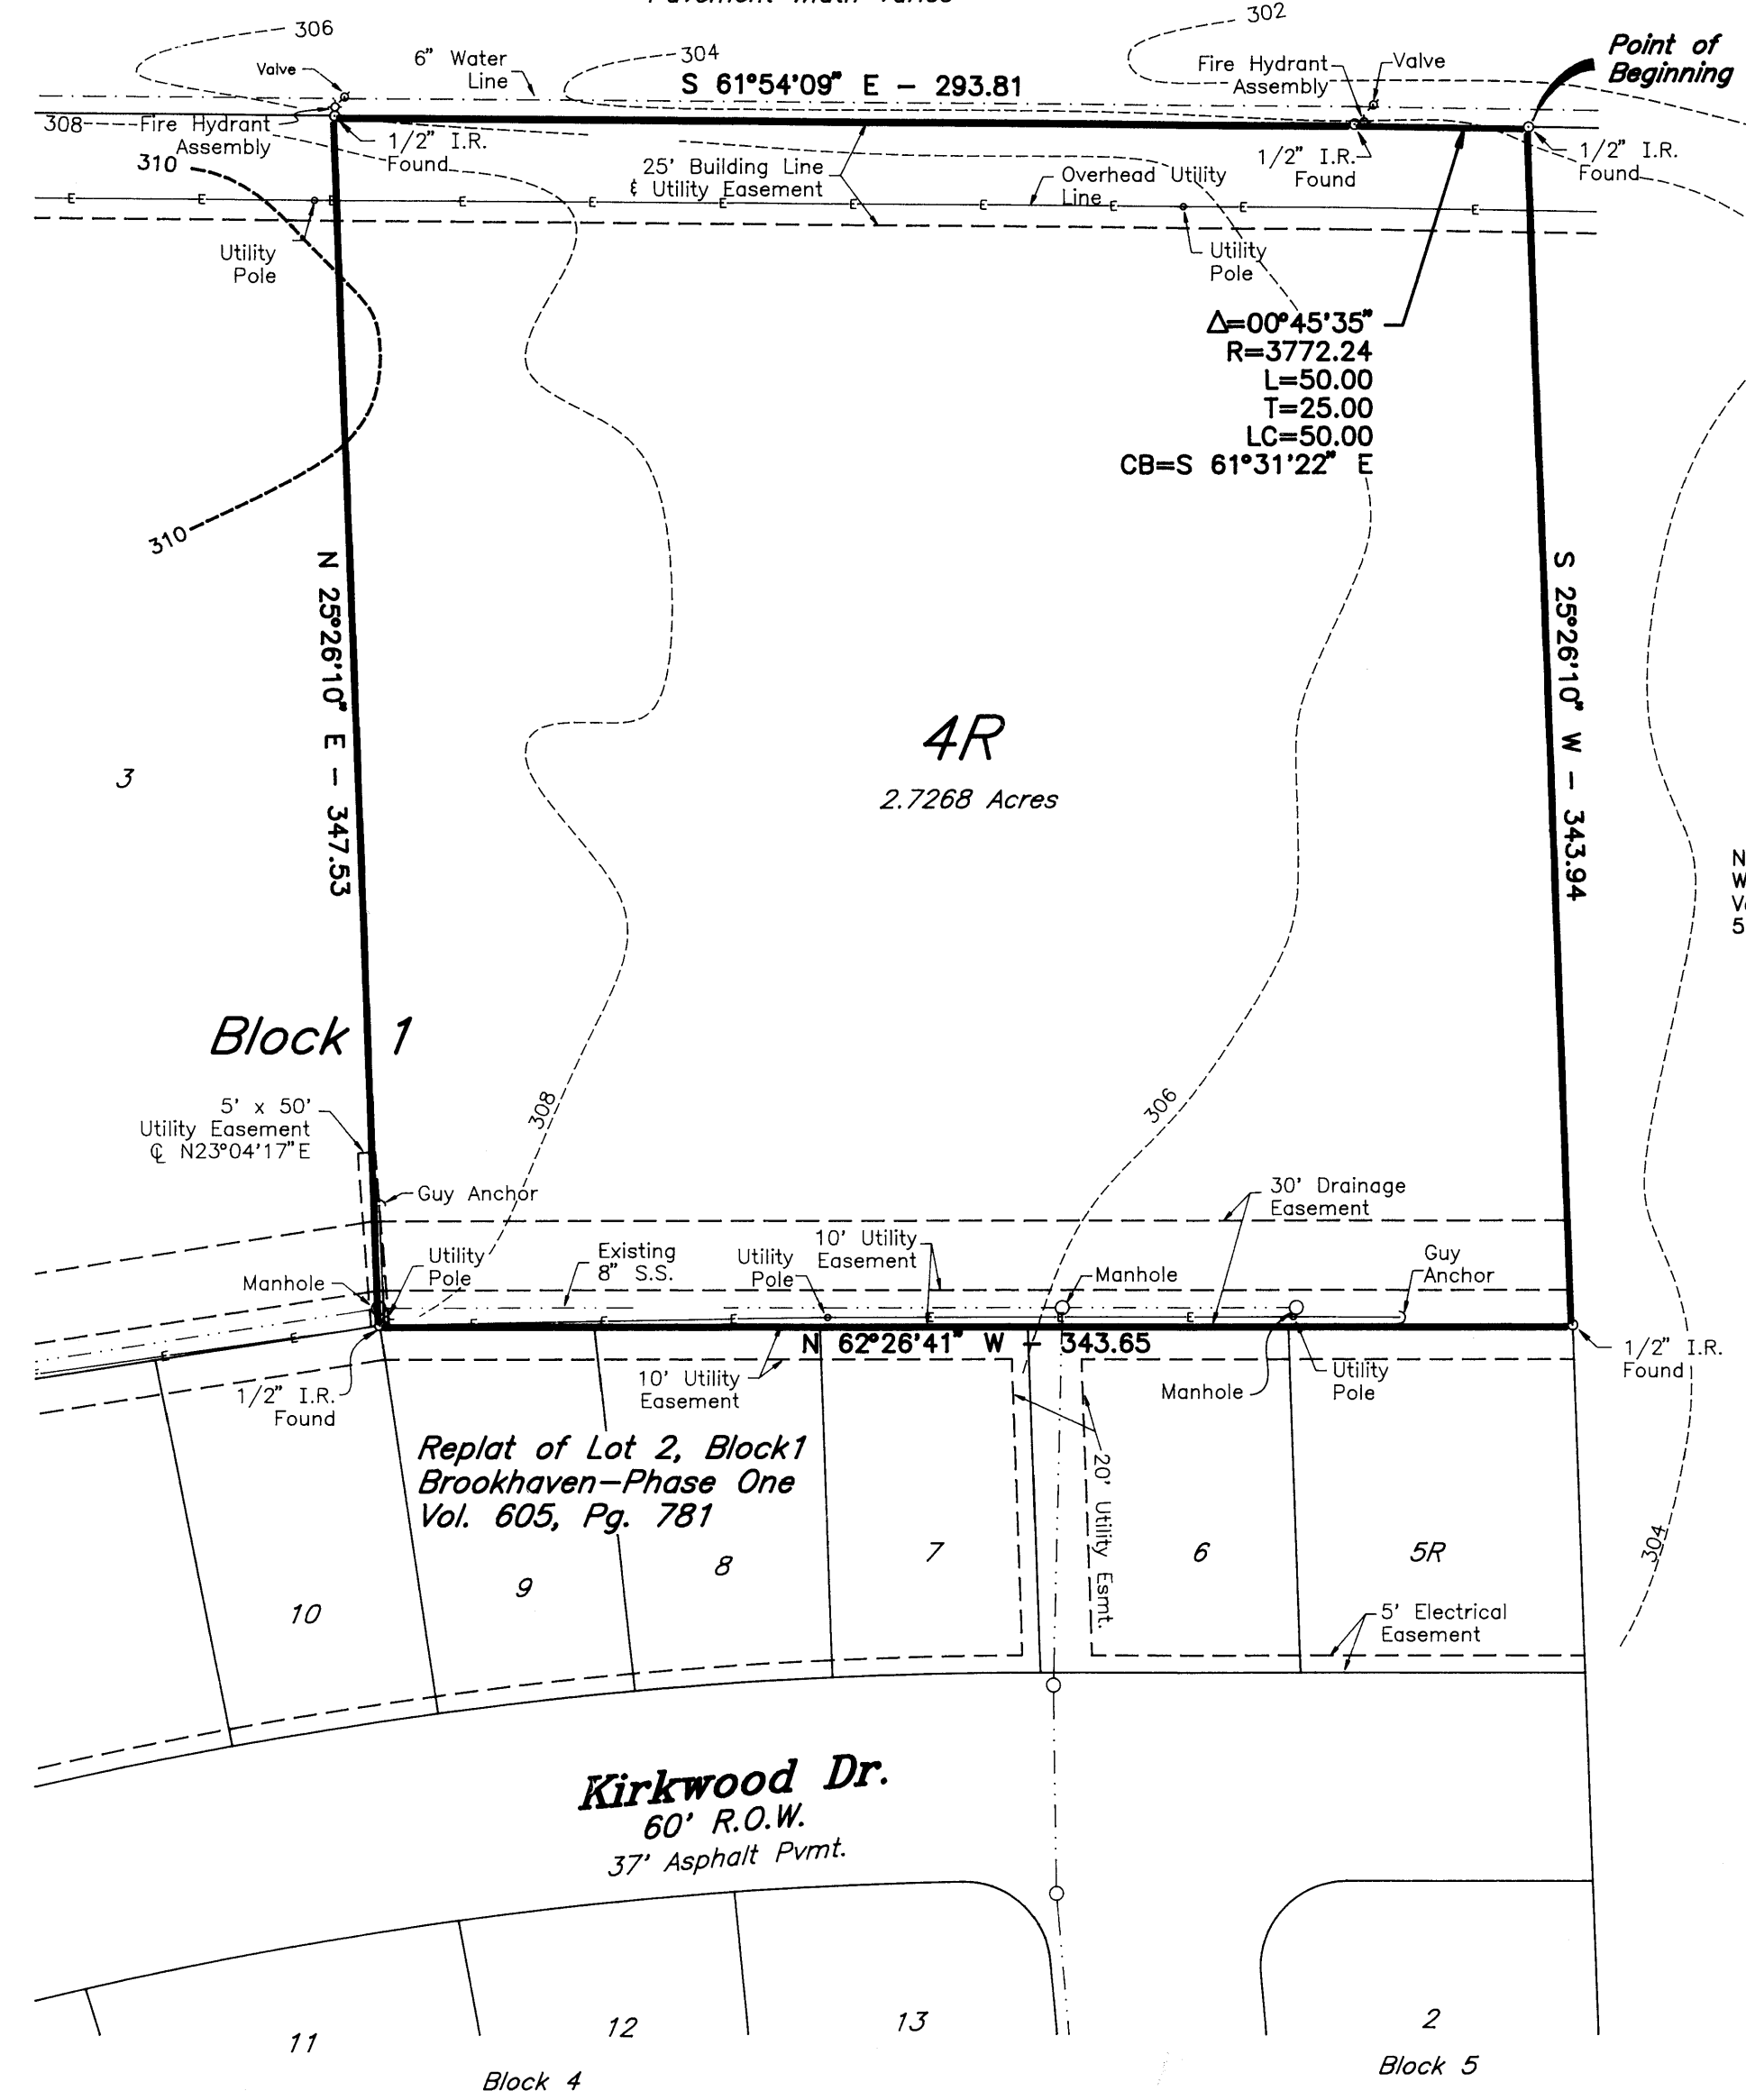 302
306
Point of
Beginning
304
6" Water
Line
Valve
S 61°54'09" E - 293.81
Fire Hydrant
Assembly
Valve
308
Fire Hydrant
Assembly
1/2" I.R.
Found
310
25' Building Line
& Utility Easement
Overhead Utility
Line
1/2" I.R.
Found
1/2" I.R.
Found
E E E E E E E E E E E
Utility
Pole
Utility
Pole
Δ=00°45'35"
R=3772.24
L=50.00
T=25.00
LC=50.00
CB=S 61°31'22" E
310
N 25°26'10" E - 347.53
S 25°26'10" W - 343.94
4R
2.7268 Acres
3
Block 1
308
306
5' x 50'
Utility Easement
℄ N23°04'17"E
Guy Anchor
30' Drainage
Easement
Utility
Pole
Existing
8" S.S.
Utility
Pole
10' Utility
Easement
Guy
Anchor
Manhole
Manhole
E E E E E E E E E
N 62°26'41" W - 343.65
1/2" I.R.
Found
1/2" I.R.
Found
10' Utility
Easement
Manhole
Utility
Pole
Replat of Lot 2, Block1
Brookhaven-Phase One
Vol. 605, Pg. 781
20' Utility Esmt.
304
10
9
8
7
6
5R
5' Electrical
Easement
Kirkwood Dr.
60' R.O.W.
37' Asphalt Pvmt.
11
12
13
2
Block 4
Block 5